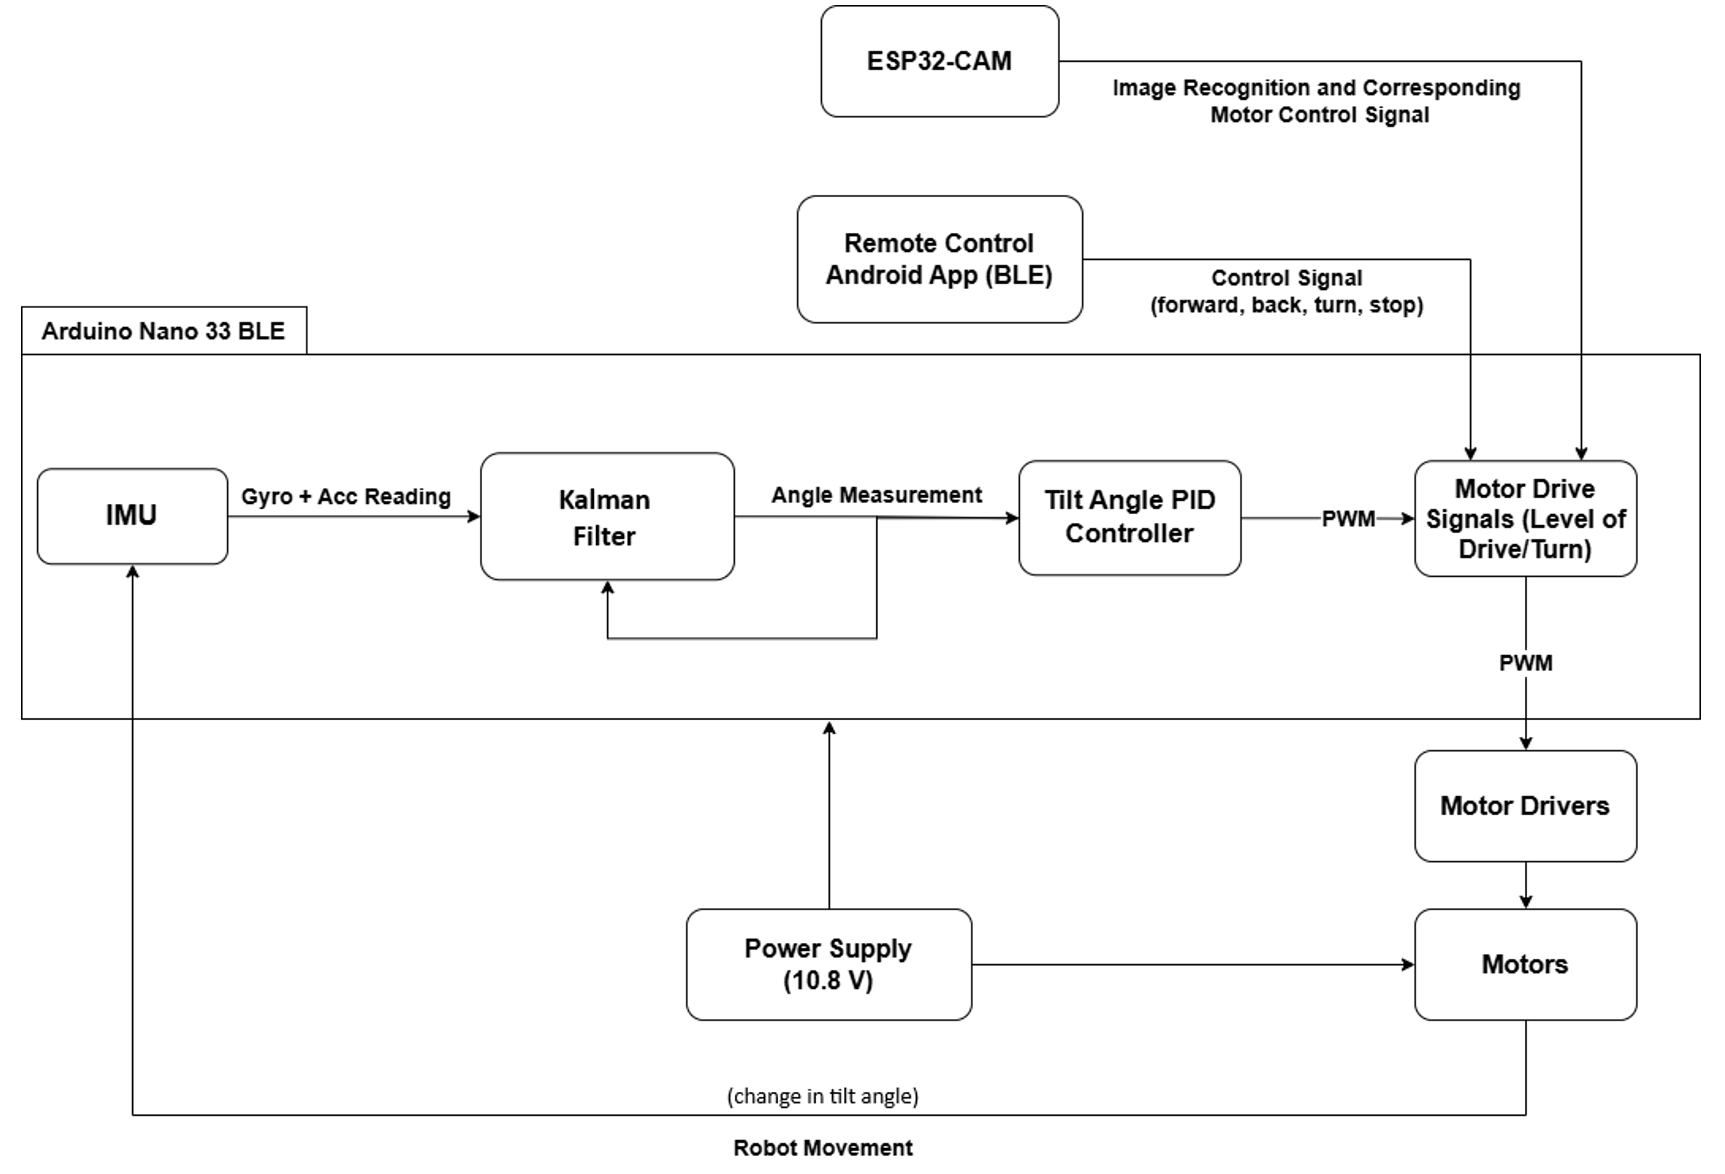 ESP32-CAM
Image Recognition and Corresponding
Motor Control Signal
Remote Control
Android App (BLE)
Control Signal
(forward, back, turn, stop)
Arduino Nano 33 BLE
IMU
Gyro + Acc Reading
Kalman
Filter
Angle Measurement
Tilt Angle PID
Controller
PWM
Motor Drive
Signals (Level of
Drive/Turn)
PWM
Motor Drivers
Power Supply
(10.8 V)
Motors
(change in tilt angle)
Robot Movement